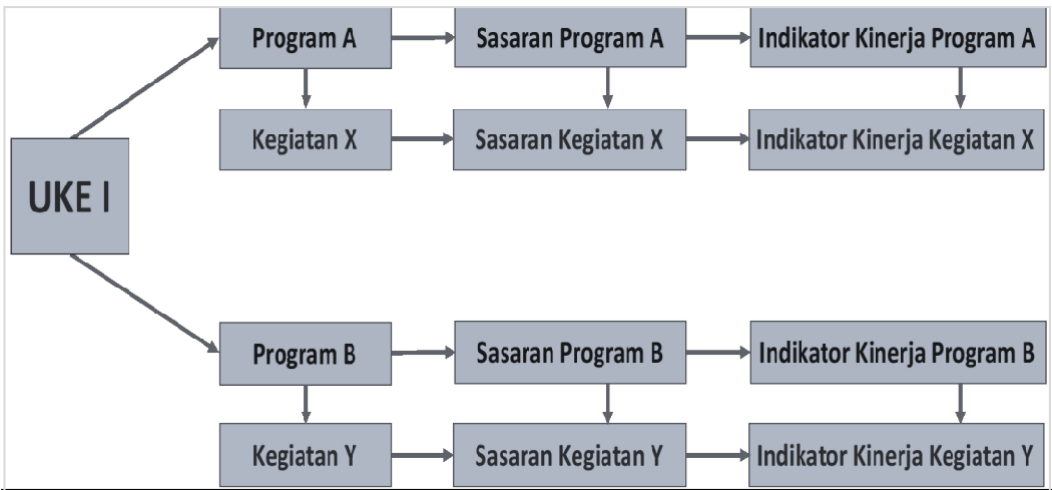 Program A
Sasaran Program A
Indikator Kinerja Program A
Kegiatan X
Sasaran Kegiatan X
Indikator Kinerja Kegiatan X
UKE I
Program B
Sasaran Program B
Indikator Kinerja Program B
Kegiatan Y
Sasaran Kegiatan Y
Indikator Kinerja Kegiatan Y